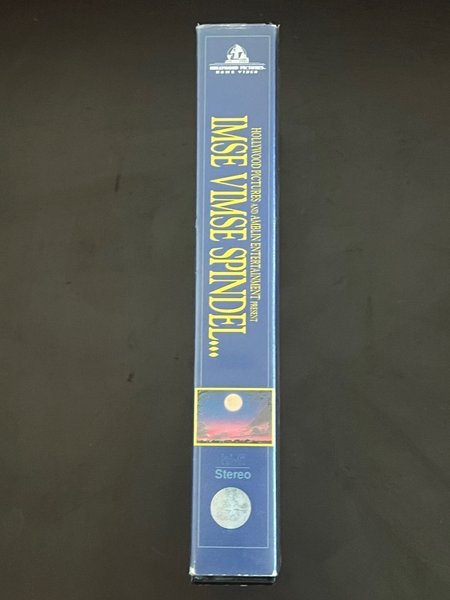 HOLLYWOOD PICTURES
HOME VIDEO
HOLLYWOOD PICTURES AND AMBLIN ENTERTAINMENT PRESENT
IMSE VIMSE SPINDEL...
Stereo